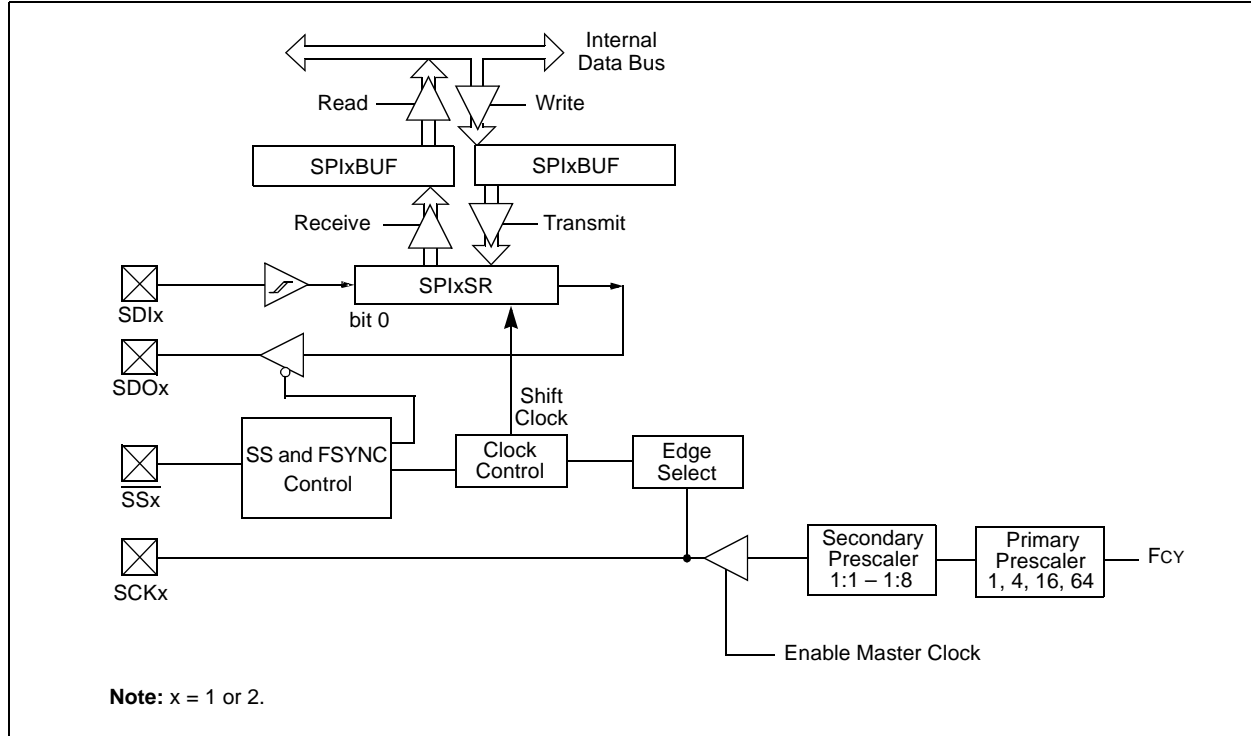 Internal
Data Bus
Read
Write
SPIxBUF
SPIxBUF
Receive
Transmit
SPIxSR
SDIx
bit 0
SDOx
Shift
Clock
SS and FSYNC
Control
Clock
Control
Edge
Select
SSx
Secondary
Prescaler
1:1 – 1:8
Primary
Prescaler
1, 4, 16, 64
FCY
SCKx
Enable Master Clock
Note: x = 1 or 2.